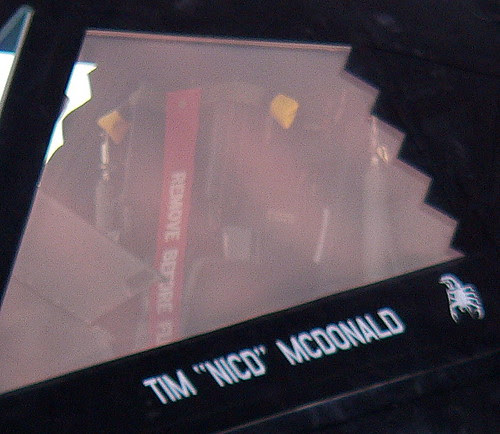 REMOVE BEFORE
TIM "NICO" MCDONALD